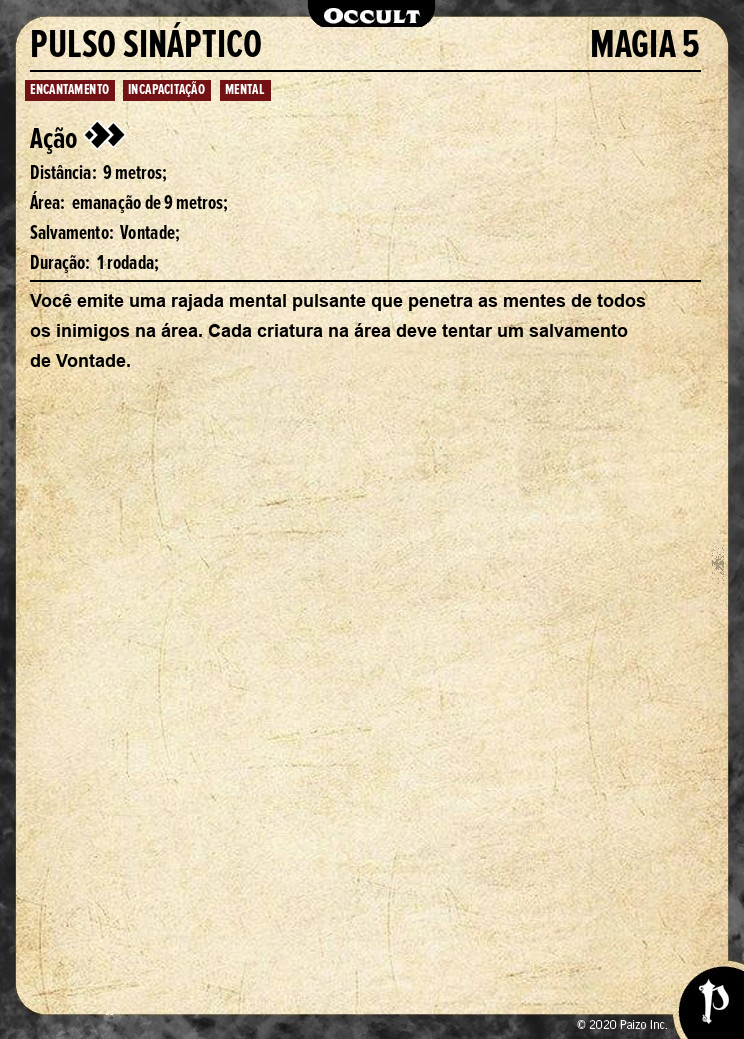 Occult
PULSO SINÁPTICO MAGIA 5
ENCANTAMENTO INCAPACITAÇÃO MENTAL
Ação
Distância: 9 metros;
Área: emanação de 9 metros;
Salvamento: Vontade;
Duração: 1 rodada;
Você emite uma rajada mental pulsante que penetra as mentes de todos
os inimigos na área. Cada criatura na área deve tentar um salvamento
de Vontade.
© 2020 Paizo Inc.
P